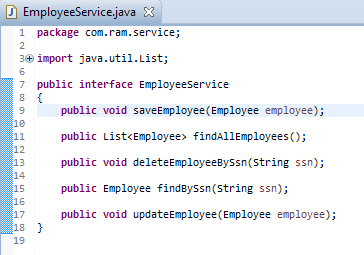 EmployeeService.java
1 package com.ram.service;
2
3 import java.util.List;
6
7 public interface EmployeeService
8 {
9 public void saveEmployee(Employee employee);
10
11 public List<Employee> findAllEmployees();
12
13 public void deleteEmployeeBySsn(String ssn);
14
15 public Employee findBySsn(String ssn);
16
17 public void updateEmployee(Employee employee);
18 }
19